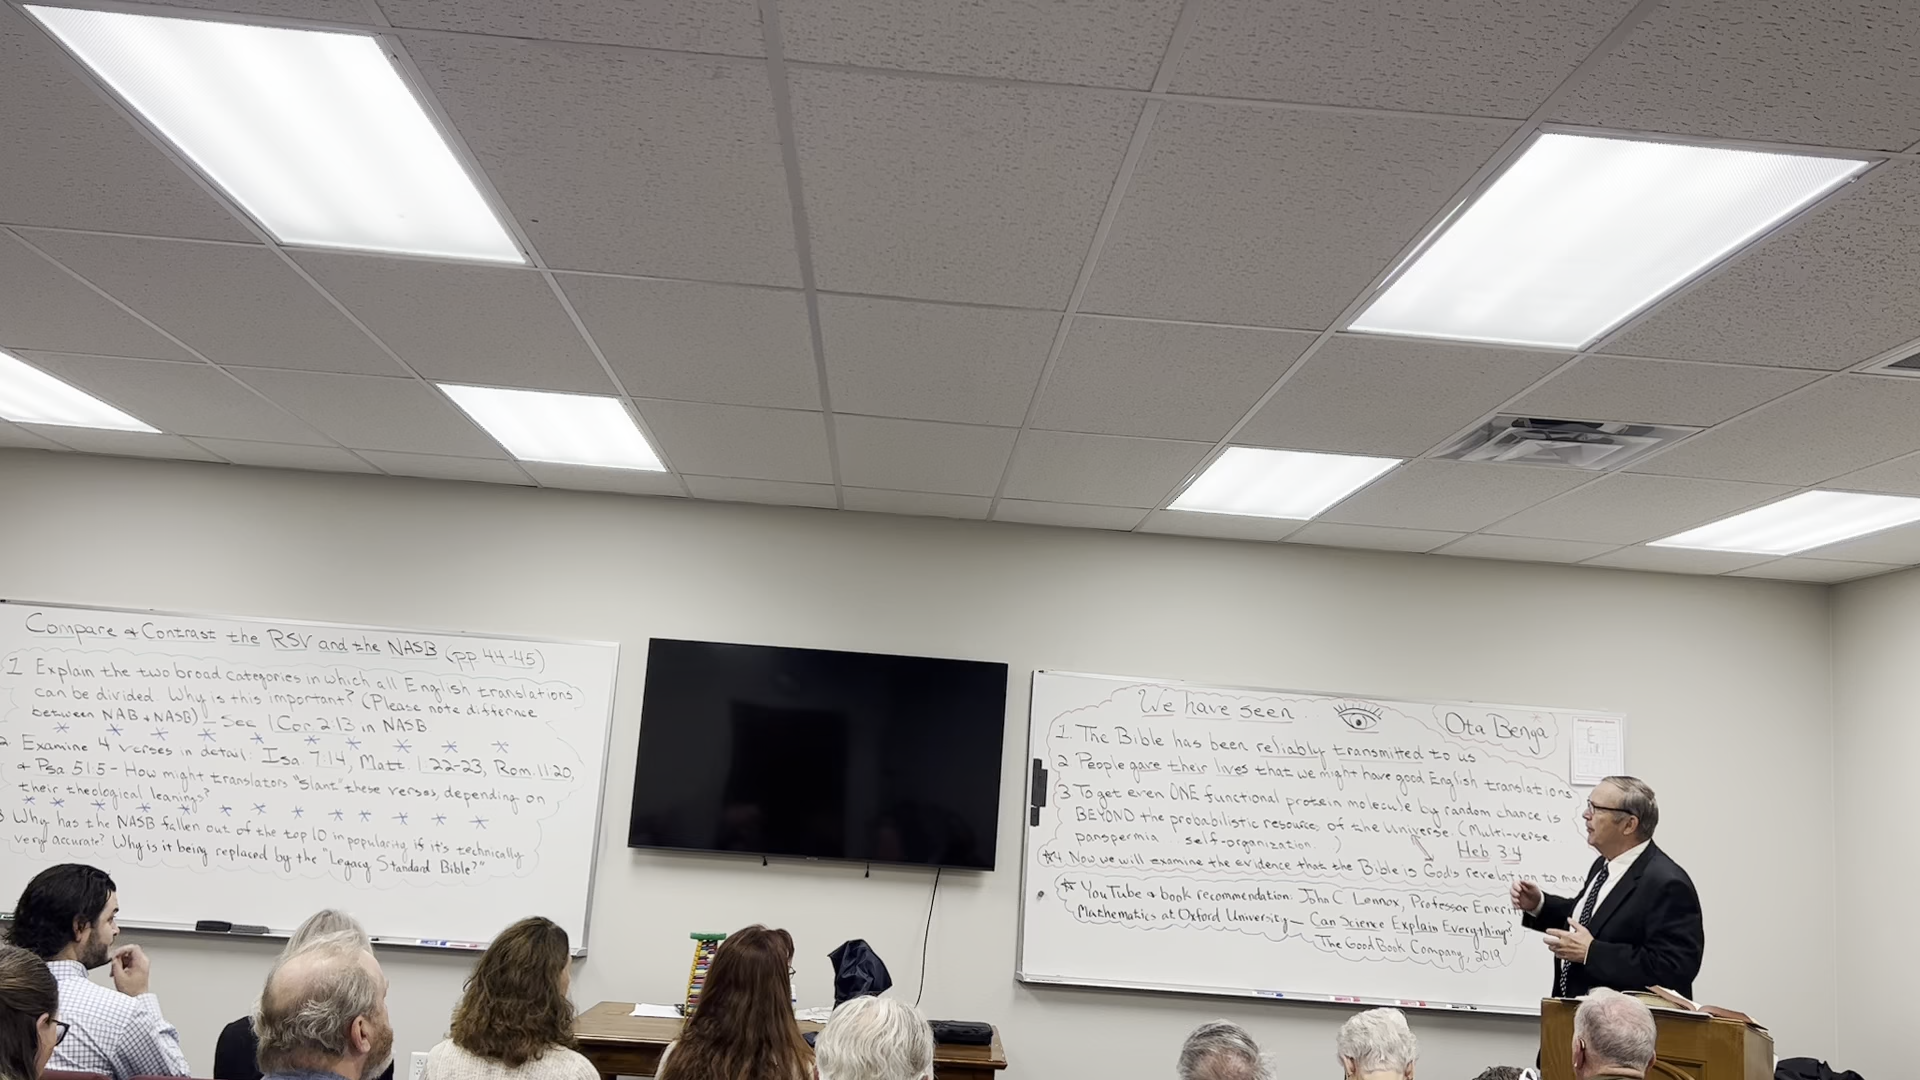 Compare & Contrast the RSV and the NASB (pp. 44-45)
1 Explain the two broad categories in which all English translations
can be divided. Why is this important? (Please note difference
between NAB & NASB) - See 1 Cor 2:13 in NASB
2. Examine 4 verses in detail: Isa. 7:14, Matt. 1:22-23, Rom. 11:20,
& Psa 51:5 - How might translators "slant" these verses, depending on
their theological leanings?
3 Why has the NASB fallen out of the top 10 in popularity if it's technically
very accurate? Why is it being replaced by the "Legacy Standard Bible?"
We have seen...
Ota Benga
1. The Bible has been reliably transmitted to us
2 People gave their lives that we might have good English translations
3 To get even ONE functional protein molecule by random chance is
BEYOND the probabilistic resources of the Universe. (Multi-verse...
panspermia... self-organization...)
Heb 3:4
*4. Now we will examine the evidence that the Bible is God's revelation to man
* YouTube & book recommendation: John C. Lennox, Professor Emerit
Mathematics at Oxford University - Can Science Explain Everything?
The Good Book Company, 2019